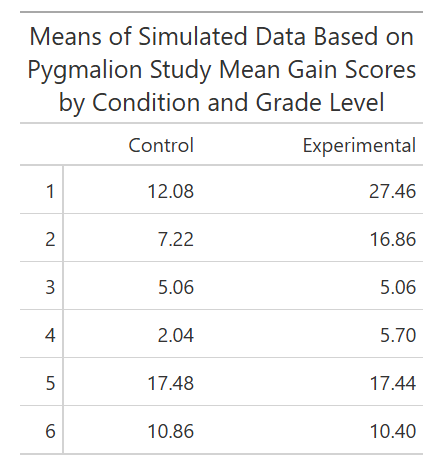 Means of Simulated Data Based on
Pygmalion Study Mean Gain Scores
by Condition and Grade Level
Control Experimental
1 12.08 27.46
2 7.22 16.86
3 5.06 5.06
4 2.04 5.70
5 17.48 17.44
6 10.86 10.40